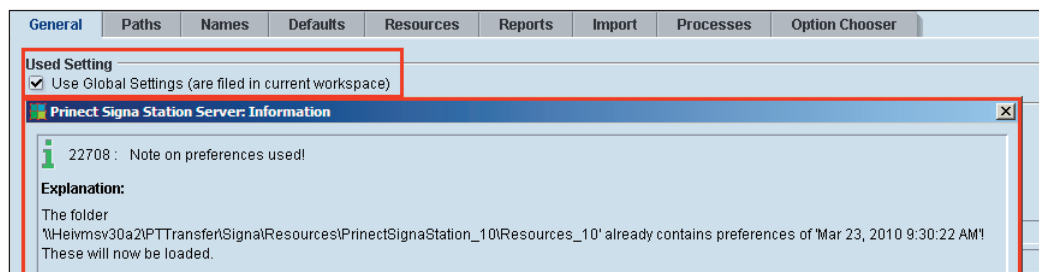 General Paths Names Defaults Resources Reports Import Processes Option Chooser
Used Setting
Use Global Settings (are filed in current workspace)
Prinect Signa Station Server: Information
22708 : Note on preferences used!
Explanation:
The folder
'\\Heivmsv30a2\PTTransfer\Signa\Resources\PrinectSignaStation_10\Resources_10' already contains preferences of 'Mar 23, 2010 9:30:22 AM'!
These will now be loaded.